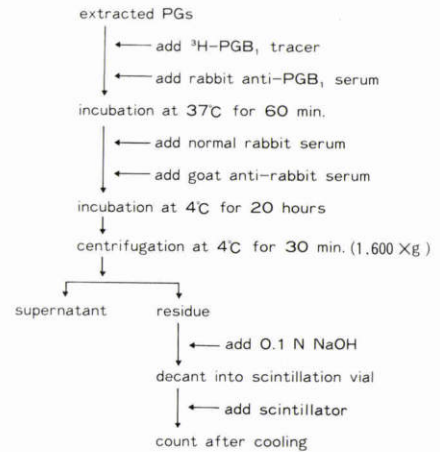 extracted PGs
add ³H-PGB₁ tracer
add rabbit anti-PGB₁ serum
incubation at 37℃ for 60 min.
add normal rabbit serum
add goat anti-rabbit serum
incubation at 4℃ for 20 hours
centrifugation at 4℃ for 30 min. (1.600 ×g)
supernatant residue
add 0.1 N NaOH
decant into scintillation vial
add scintillator
count after cooling